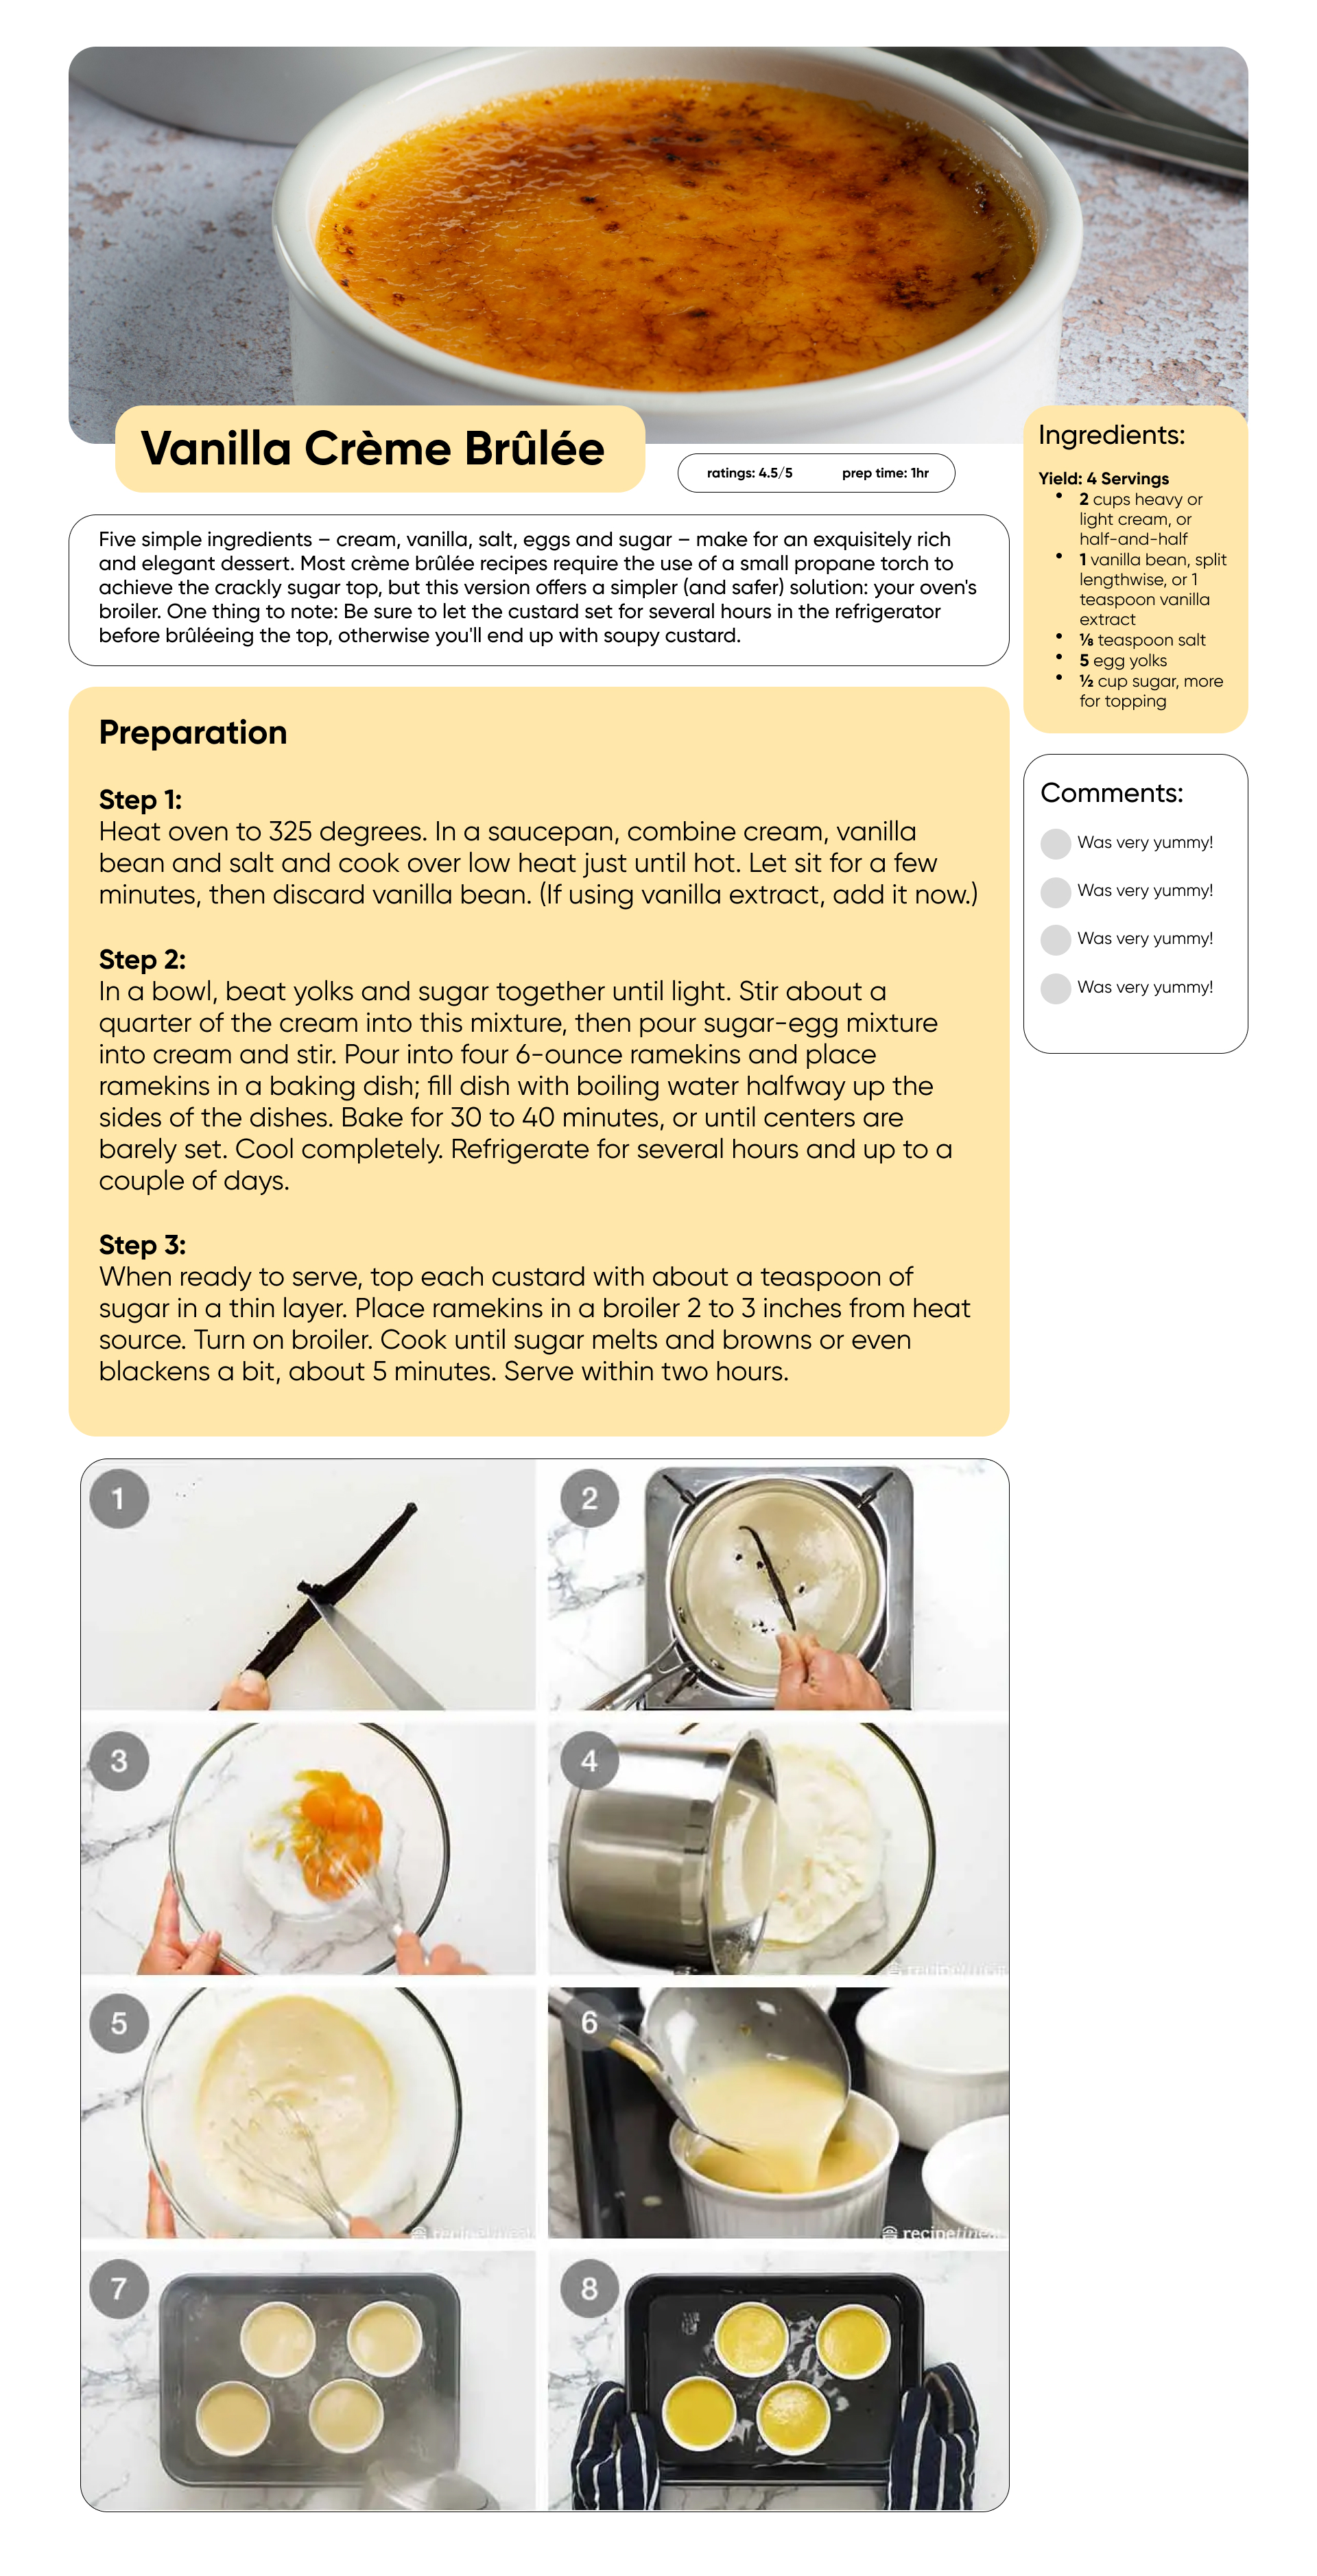 Vanilla Crème Brûlée
ratings: 4.5/5 prep time: 1hr
Five simple ingredients – cream, vanilla, salt, eggs and sugar – make for an exquisitely rich
and elegant dessert. Most crème brûlée recipes require the use of a small propane torch to
achieve the crackly sugar top, but this version offers a simpler (and safer) solution: your oven's
broiler. One thing to note: Be sure to let the custard set for several hours in the refrigerator
before brûléeing the top, otherwise you'll end up with soupy custard.
Ingredients:
Yield: 4 Servings
• 2 cups heavy or
light cream, or
half-and-half
• 1 vanilla bean, split
lengthwise, or 1
teaspoon vanilla
extract
• ⅛ teaspoon salt
• 5 egg yolks
• ½ cup sugar, more
for topping
Comments:
Was very yummy!
Was very yummy!
Was very yummy!
Was very yummy!
Preparation
Step 1:
Heat oven to 325 degrees. In a saucepan, combine cream, vanilla
bean and salt and cook over low heat just until hot. Let sit for a few
minutes, then discard vanilla bean. (If using vanilla extract, add it now.)
Step 2:
In a bowl, beat yolks and sugar together until light. Stir about a
quarter of the cream into this mixture, then pour sugar-egg mixture
into cream and stir. Pour into four 6-ounce ramekins and place
ramekins in a baking dish; fill dish with boiling water halfway up the
sides of the dishes. Bake for 30 to 40 minutes, or until centers are
barely set. Cool completely. Refrigerate for several hours and up to a
couple of days.
Step 3:
When ready to serve, top each custard with about a teaspoon of
sugar in a thin layer. Place ramekins in a broiler 2 to 3 inches from heat
source. Turn on broiler. Cook until sugar melts and browns or even
blackens a bit, about 5 minutes. Serve within two hours.
1
2
3
4
5
6
recipetineat
7
8